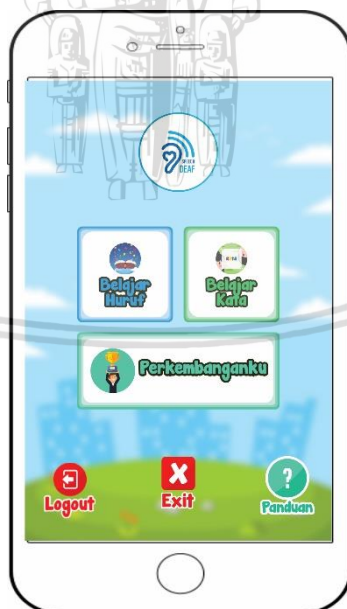 SPEECH
DEAF
Belajar
Huruf
Belajar
Kata
Perkembanganku
Logout
Exit
Panduan